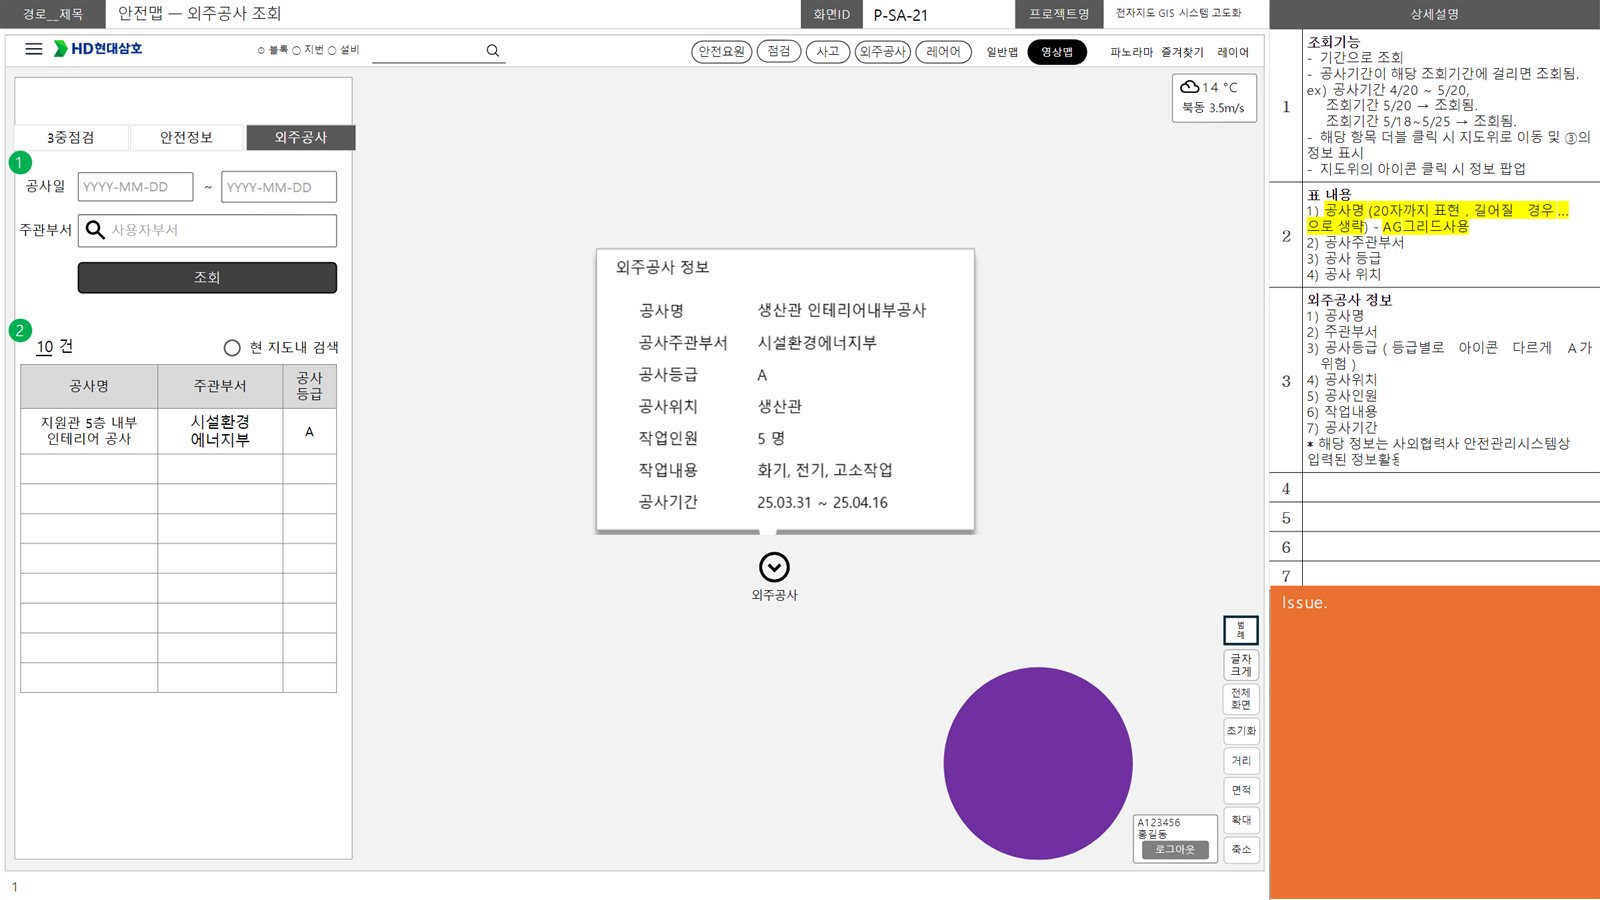 경로__제목
안전맵 — 외주공사 조회
화면ID
P-SA-21
프로젝트명
전자지도 GIS 시스템 고도화
상세설명
HD현대삼호
블록 지번 설비
안전요원
점검
사고
외주공사
레어어
일반맵
영상맵
파노라마 즐겨찾기 레이어
14 °C
북동 3.5m/s
3중점검
안전정보
외주공사
1
공사일
YYYY-MM-DD
~
YYYY-MM-DD
주관부서
사용자부서
조회
2
10 건
현 지도내 검색
공사명
주관부서
공사
등급
지원관 5층 내부
인테리어 공사
시설환경
에너지부
A
외주공사 정보
공사명 생산관 인테리어내부공사
공사주관부서 시설환경에너지부
공사등급 A
공사위치 생산관
작업인원 5 명
작업내용 화기, 전기, 고소작업
공사기간 25.03.31 ~ 25.04.16
외주공사
범
례
글자
크게
전체
화면
초기화
거리
면적
확대
축소
A123456
홍길동
로그아웃
1
1
조회기능
- 기간으로 조회
- 공사기간이 해당 조회기간에 걸리면 조회됨.
ex) 공사기간 4/20 ~ 5/20,
조회기간 5/20 → 조회됨.
조회기간 5/18~5/25 → 조회됨.
- 해당 항목 더블 클릭 시 지도위로 이동 및 ③의
정보 표시
- 지도위의 아이콘 클릭 시 정보 팝업
2
표 내용
1) 공사명 (20자까지 표현 , 길어질 경우 ...
으로 생략) - AG그리드사용
2) 공사주관부서
3) 공사 등급
4) 공사 위치
3
외주공사 정보
1) 공사명
2) 주관부서
3) 공사등급 ( 등급별로 아이콘 다르게 A가
위험 )
4) 공사위치
5) 공사인원
6) 작업내용
7) 공사기간
* 해당 정보는 사외협력사 안전관리시스템상
입력된 정보활용
4
5
6
7
Issue.